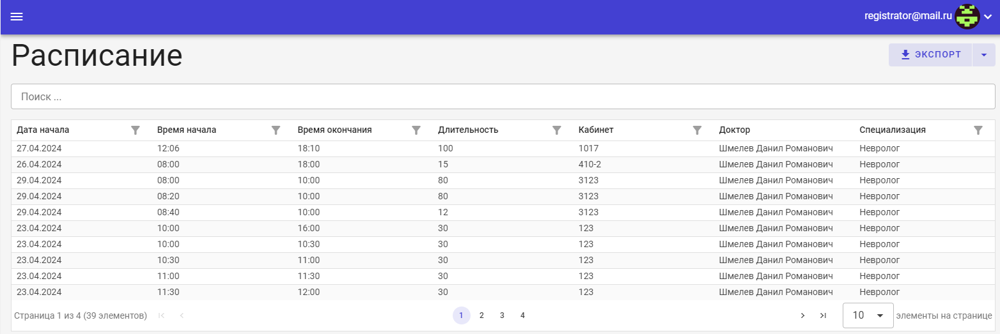 registrator@mail.ru
Расписание
ЭКСПОРТ
Поиск ...
Дата начала Время начала Время окончания Длительность Кабинет Доктор Специализация
27.04.2024 12:06 18:10 100 1017 Шмелев Данил Романович Невролог
26.04.2024 08:00 18:00 15 410-2 Шмелев Данил Романович Невролог
29.04.2024 08:00 10:00 80 3123 Шмелев Данил Романович Невролог
29.04.2024 08:20 10:00 80 3123 Шмелев Данил Романович Невролог
29.04.2024 08:40 10:00 12 3123 Шмелев Данил Романович Невролог
23.04.2024 10:00 16:00 30 123 Шмелев Данил Романович Невролог
23.04.2024 10:00 10:30 30 123 Шмелев Данил Романович Невролог
23.04.2024 10:30 11:00 30 123 Шмелев Данил Романович Невролог
23.04.2024 11:00 11:30 30 123 Шмелев Данил Романович Невролог
23.04.2024 11:30 12:00 30 123 Шмелев Данил Романович Невролог
Страница 1 из 4 (39 элементов) 1 2 3 4 10 элементы на странице